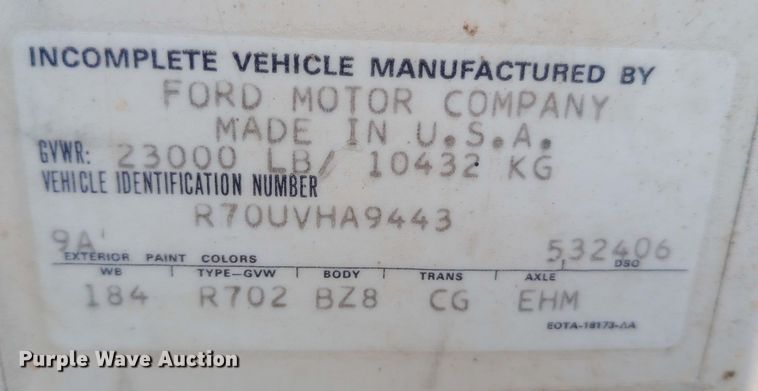 INCOMPLETE VEHICLE MANUFACTURED BY
FORD MOTOR COMPANY
MADE IN U.S.A.
GVWR: 23000 LB/ 10432 KG
VEHICLE IDENTIFICATION NUMBER
R70UVHA9443
9A 532406
EXTERIOR PAINT COLORS DSO
WB TYPE-GVW BODY TRANS AXLE
184 R702 BZ8 CG EHM
EOTA-18173-AA
Purple Wave Auction